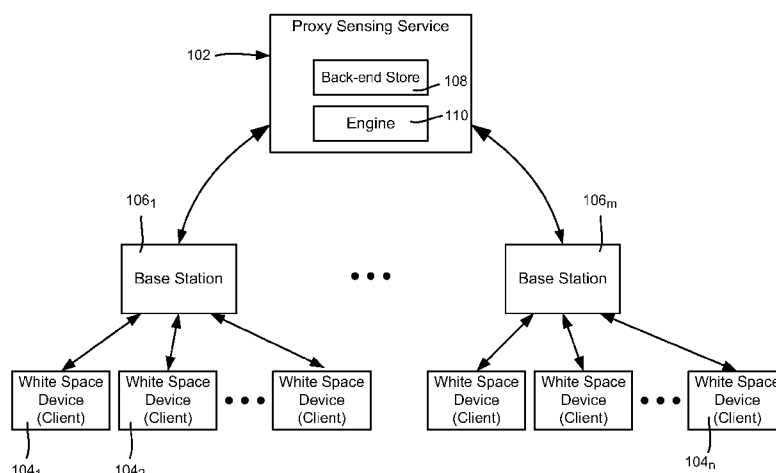 Proxy Sensing Service
102
Back-end Store
108
Engine
110
106₁
106ₘ
Base Station
Base Station
White Space Device (Client)
White Space Device (Client)
White Space Device (Client)
White Space Device (Client)
White Space Device (Client)
White Space Device (Client)
104₁
104₂
104ₙ